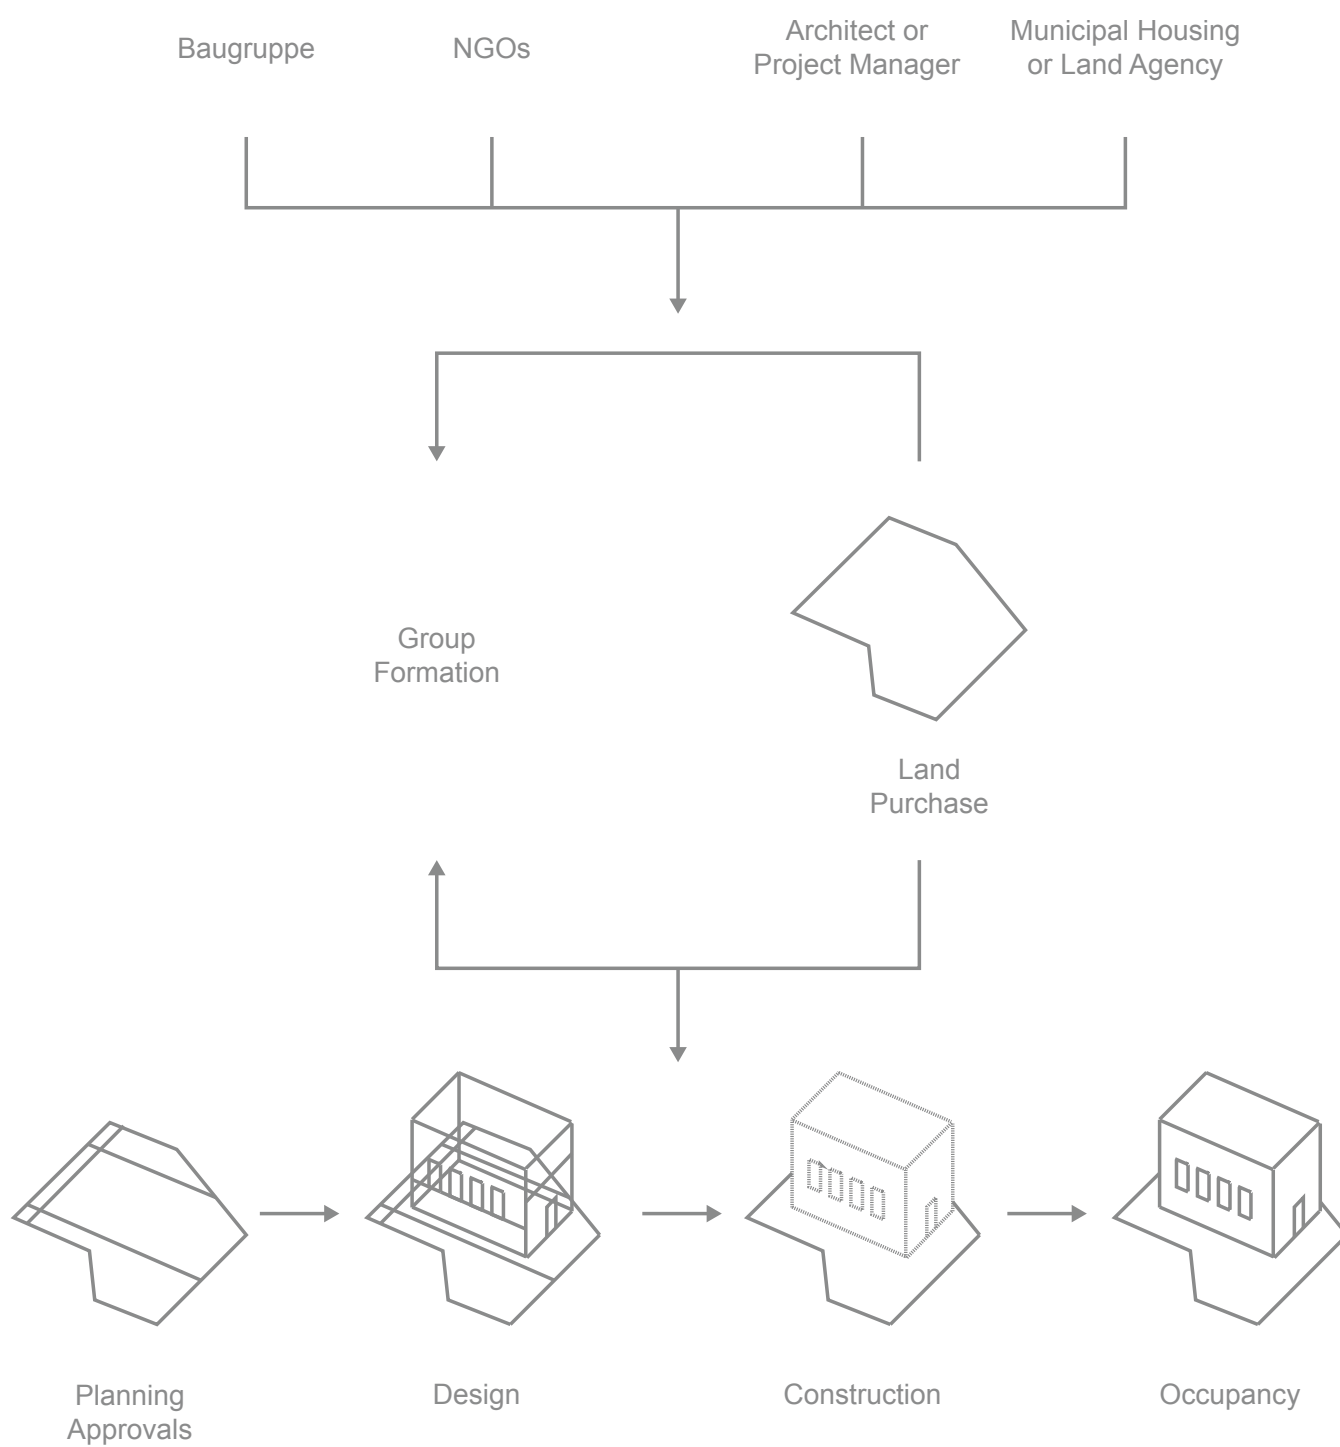 Baugruppe
NGOs
Architect or
Project Manager
Municipal Housing
or Land Agency
Group
Formation
Land
Purchase
Planning
Approvals
Design
Construction
Occupancy